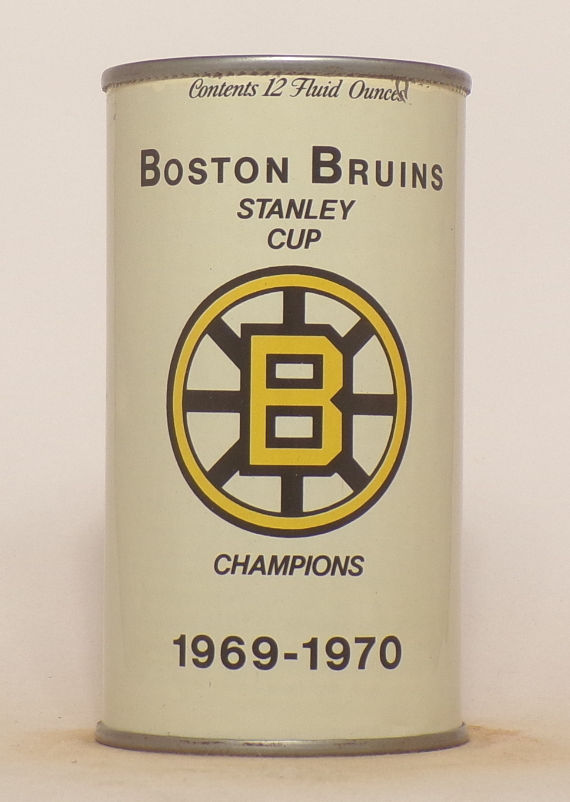 Contents 12 Fluid Ounces
BOSTON BRUINS
STANLEY
CUP
B
CHAMPIONS
1969-1970